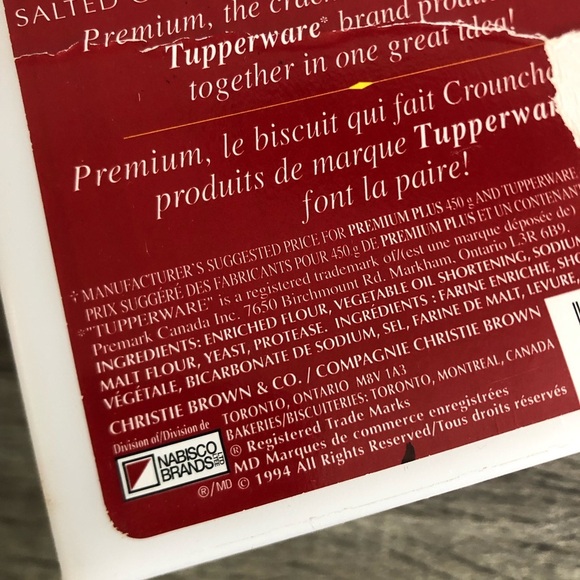 SALTED
Premium, the
Tupperware* brand
together in one great idea!
Premium, le biscuit qui fait
produits de marque
font la paire!
MANUFACTURER'S SUGGESTED PRICE FOR PREMIUM PLUS 450 g AND TUPPERWARE
PRIX SUGGÉRÉ DES FABRICANTS POUR 450 g DE PREMIUM PLUS ET UN CONTENANT
*"TUPPERWARE" is a registered trademark of/(est une marque déposée de)
Premark Canada Inc. 7650 Birchmount Rd. Markham, Ontario L3R 6B9.
INGREDIENTS: ENRICHED FLOUR, VEGETABLE OIL SHORTENING, SODIUM
MALT FLOUR, YEAST, PROTEASE. INGRÉDIENTS : FARINE ENRICHIE,
VÉGÉTALE, BICARBONATE DE SODIUM, SEL, FARINE DE MALT, LEVURE,
CHRISTIE BROWN & CO. / COMPAGNIE CHRISTIE BROWN
Division of/Division de TORONTO, ONTARIO M8V 1A3
BAKERIES/BISCUITERIES: TORONTO, MONTREAL, CANADA
NABISCO
BRANDS
® Registered Trade Marks
MD Marques de commerce enregistrées
®/MD © 1994 All Rights Reserved/Tous droits réservés